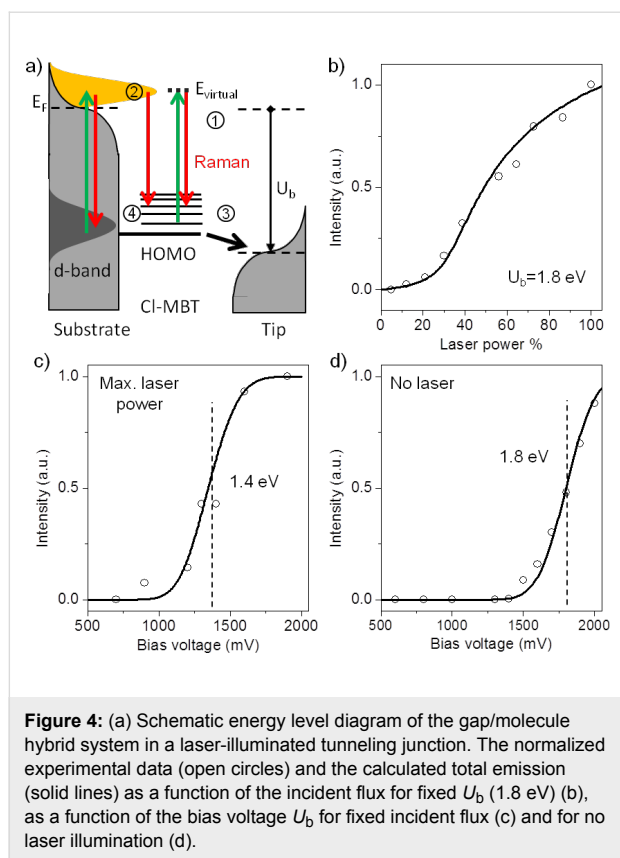 a)
E_F
②
E_virtual
①
Raman
U_b
④
③
d-band
HOMO
Cl-MBT
Substrate
Tip
b)
Intensity (a.u.)
1.0
0.5
0.0
U_b=1.8 eV
0 20 40 60 80 100
Laser power %
c)
Intensity (a.u.)
1.0
0.5
0.0
Max. laser
power
1.4 eV
500 1000 1500 2000
Bias voltage (mV)
d)
Intensity (a.u.)
1.0
0.5
0.0
No laser
1.8 eV
500 1000 1500 2000
Bias voltage (mV)
Figure 4: (a) Schematic energy level diagram of the gap/molecule
hybrid system in a laser-illuminated tunneling junction. The normalized
experimental data (open circles) and the calculated total emission
(solid lines) as a function of the incident flux for fixed U_b (1.8 eV) (b),
as a function of the bias voltage U_b for fixed incident flux (c) and for no
laser illumination (d).